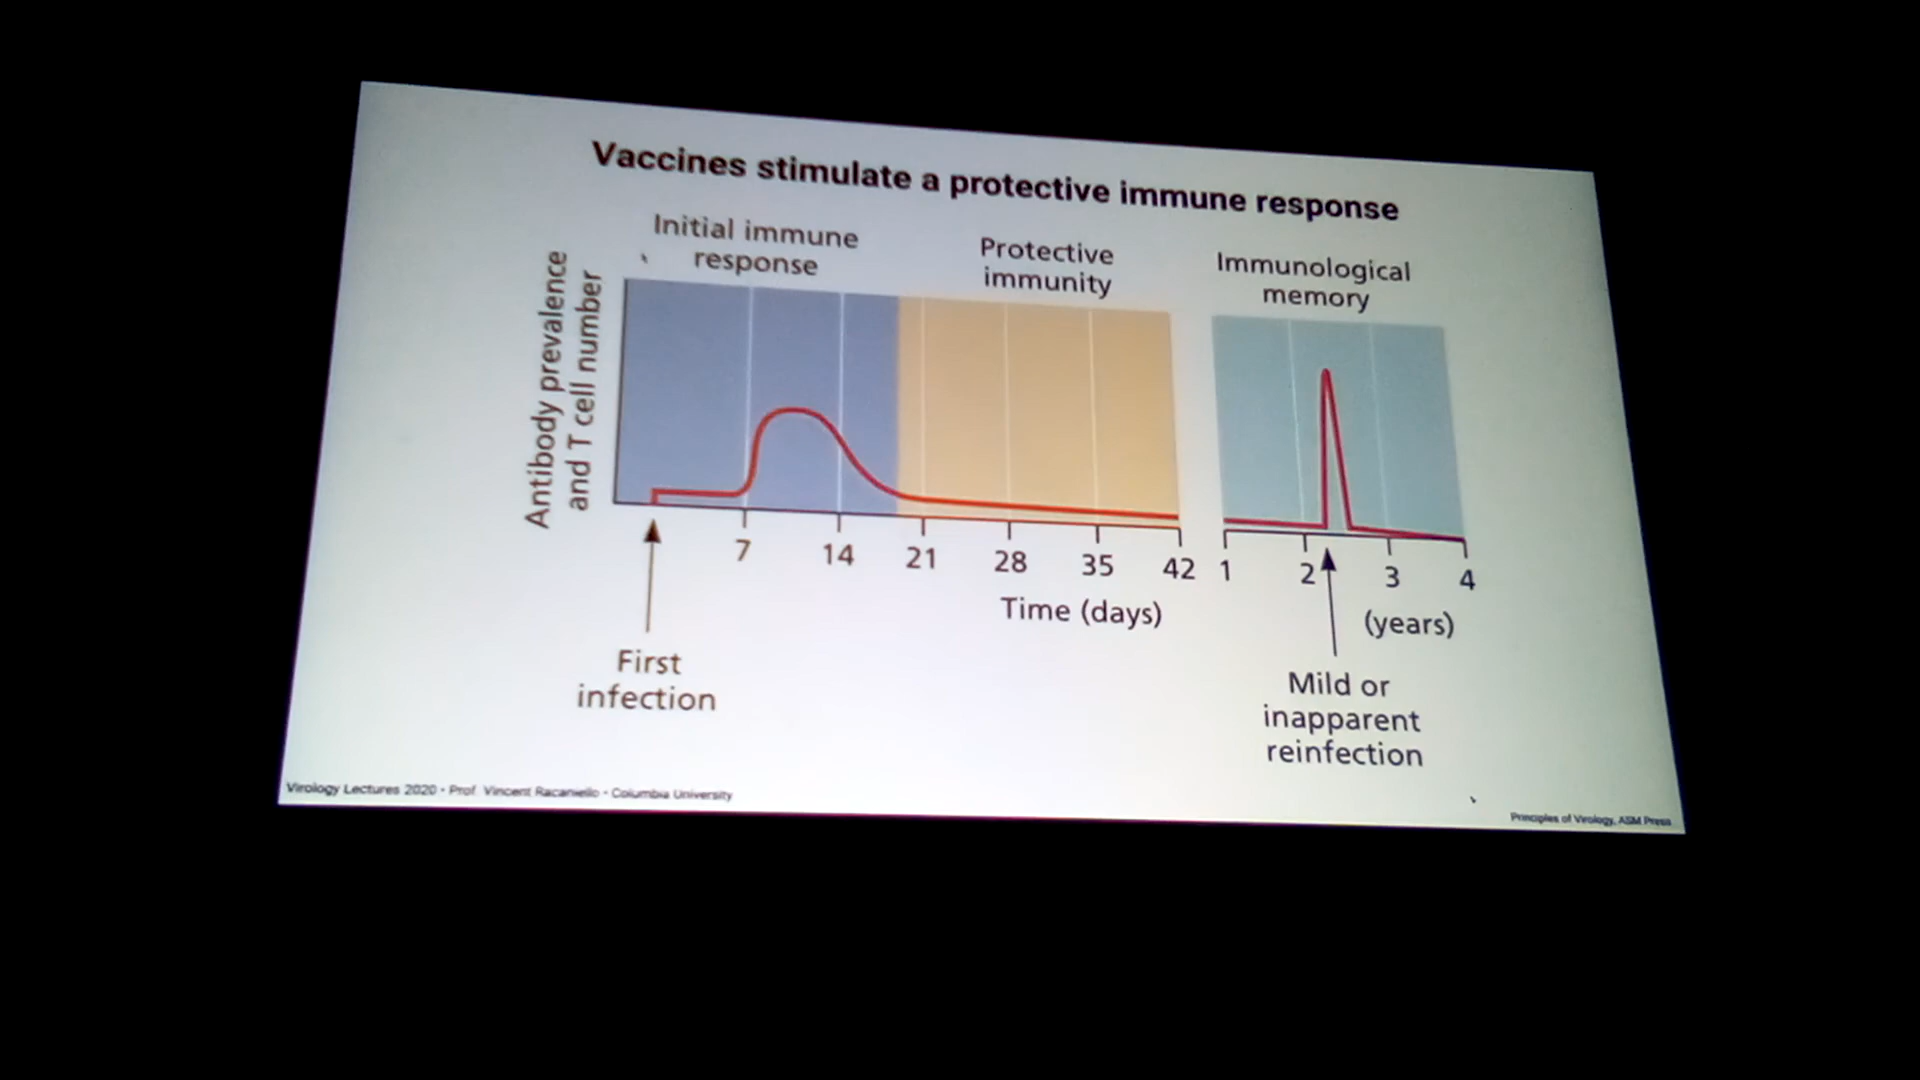 Vaccines stimulate a protective immune response
Initial immune
response
Protective
immunity
Immunological
memory
Antibody prevalence
and T cell number
7 14 21 28 35 42 1 2 3 4
Time (days)
(years)
First
infection
Mild or
inapparent
reinfection
Virology Lectures 2020 • Prof. Vincent Racaniello • Columbia University
Principles of Virology, ASM Press